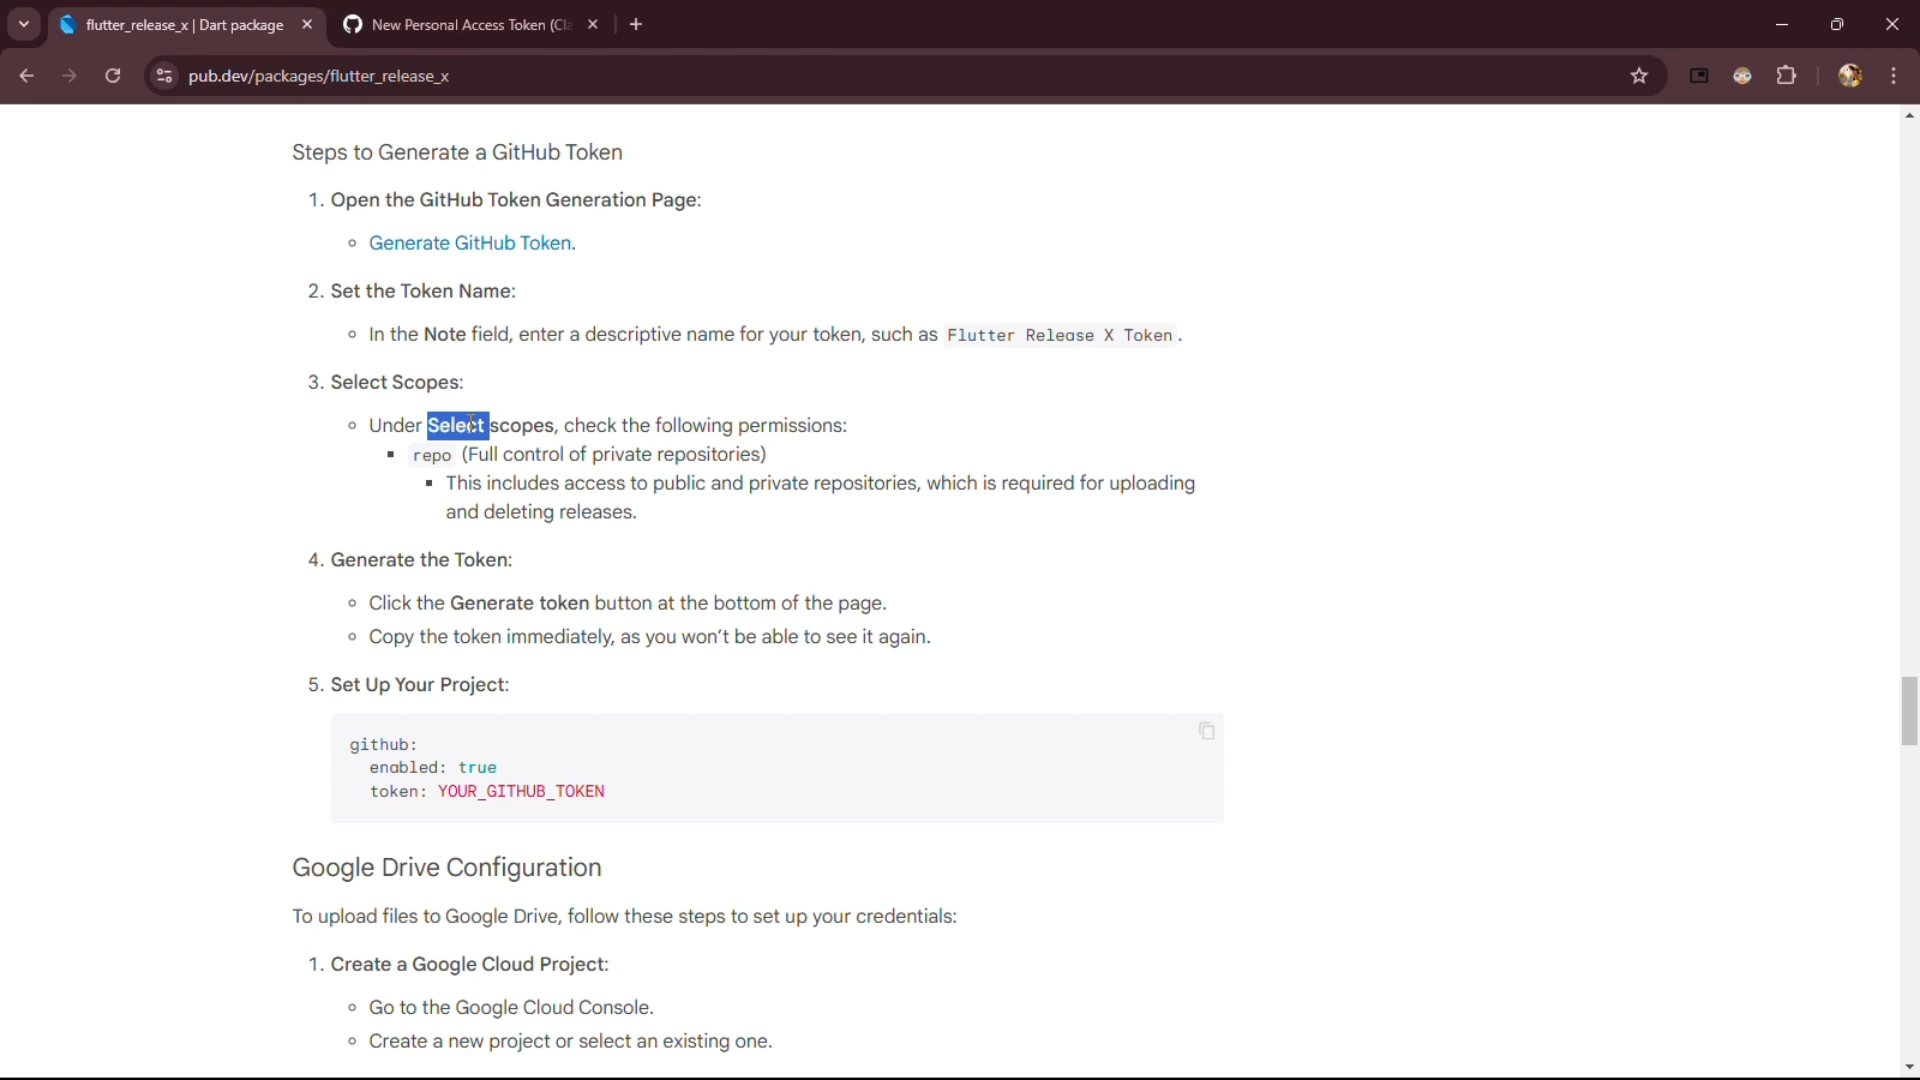 flutter_release_x | Dart package
New Personal Access Token (Cla
pub.dev/packages/flutter_release_x
Steps to Generate a GitHub Token
1. Open the GitHub Token Generation Page:
Generate GitHub Token.
2. Set the Token Name:
In the Note field, enter a descriptive name for your token, such as Flutter Release X Token.
3. Select Scopes:
Under Select scopes, check the following permissions:
repo (Full control of private repositories)
This includes access to public and private repositories, which is required for uploading
and deleting releases.
4. Generate the Token:
Click the Generate token button at the bottom of the page.
Copy the token immediately, as you won’t be able to see it again.
5. Set Up Your Project:
github:
enabled: true
token: YOUR_GITHUB_TOKEN
Google Drive Configuration
To upload files to Google Drive, follow these steps to set up your credentials:
1. Create a Google Cloud Project:
Go to the Google Cloud Console.
Create a new project or select an existing one.